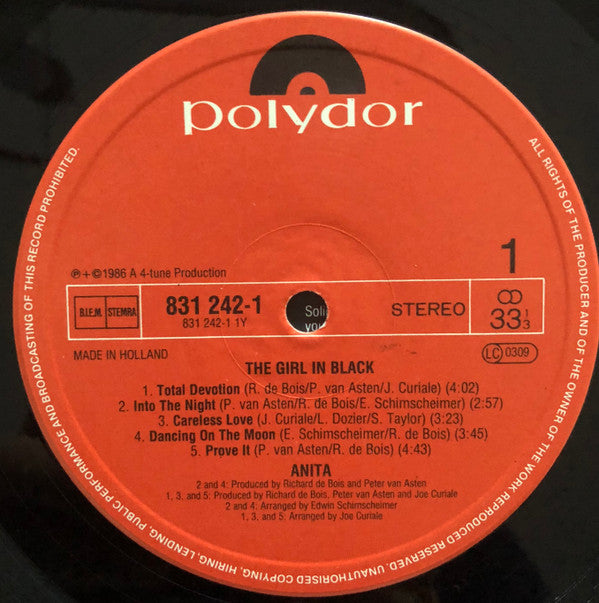 polydor
ALL RIGHTS OF THE PRODUCER AND OF THE OWNER OF THE WORK REPRODUCED RESERVED. UNAUTHORISED COPYING, HIRING, LENDING, PUBLIC PERFORMANCE AND BROADCASTING OF THIS RECORD PROHIBITED.
℗+©1986 A 4-tune Production
1
B.I.E.M. STEMRA
831 242-1
831 242-1 1Y
STEREO
33 1/3
MADE IN HOLLAND
LC 0309
THE GIRL IN BLACK
1. Total Devotion (R. de Bois/P. van Asten/J. Curiale) (4:02)
2. Into The Night (P. van Asten/R. de Bois/E. Schimscheimer) (2:57)
3. Careless Love (J. Curiale/L. Dozier/S. Taylor) (3:23)
4. Dancing On The Moon (E. Schimscheimer/R. de Bois) (3:45)
5. Prove It (P. van Asten/R. de Bois) (4:43)
ANITA
2 and 4: Produced by Richard de Bois and Peter van Asten
1, 3, and 5: Produced by Richard de Bois, Peter van Asten and Joe Curiale
2 and 4: Arranged by Edwin Schimscheimer
1, 3, and 5: Arranged by Joe Curiale